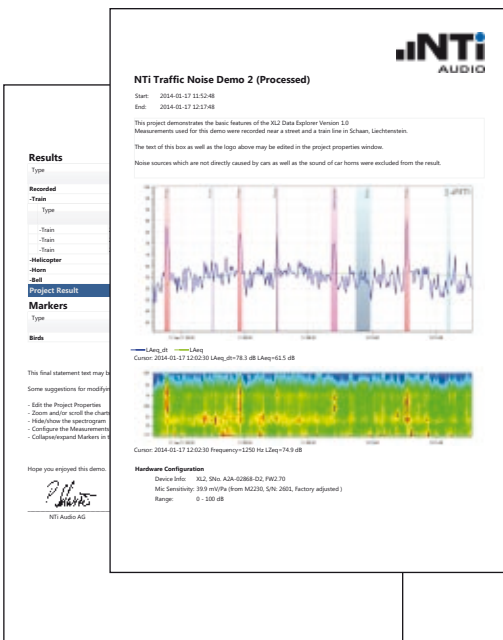 NTi
AUDIO
NTi Traffic Noise Demo 2 (Processed)
Start: 2014-01-17 11:52:48
End: 2014-01-17 12:17:48
This project demonstrates the basic features of the XL2 Data Explorer Version 1.0
Measurements used for this demo were recorded near a street and a train line in Schaan, Liechtenstein.
The text of this box as well as the logo above may be edited in the project properties window.
Noise sources which are not directly caused by cars as well as the sound of car horns were excluded from the result.
LAeq_dt LAeq
Cursor: 2014-01-17 12:02:30 LAeq_dt=78.3 dB LAeq=61.5 dB
Cursor: 2014-01-17 12:02:30 Frequency=1250 Hz LZeq=74.9 dB
Hardware Configuration
Device Info: XL2, SNo. A2A-02868-D2, FW2.70
Mic Sensitivity: 39.9 mV/Pa (from M2230, S/N: 2601, Factory adjusted )
Range: 0 - 100 dB
Results
Type
Recorded
-Train
Type
-Train
-Train
-Train
-Helicopter
-Horn
-Bell
Project Result
Markers
Type
Birds
This final statement text may b
Some suggestions for modifyin
- Edit the Project Properties
- Zoom and/or scroll the charts
- Hide/show the spectrogram
- Configure the Measurements
- Collapse/expand Markers in t
Hope you enjoyed this demo.
NTi Audio AG